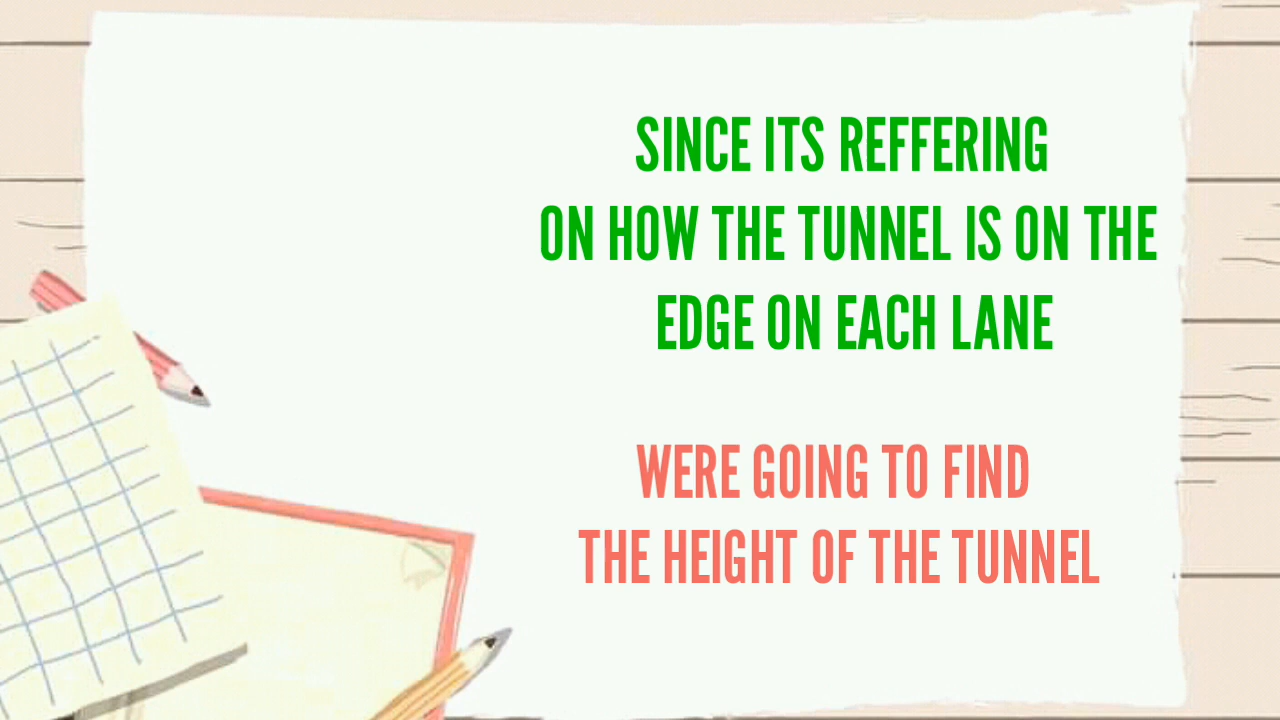 SINCE ITS REFFERING
ON HOW THE TUNNEL IS ON THE
EDGE ON EACH LANE
WERE GOING TO FIND
THE HEIGHT OF THE TUNNEL